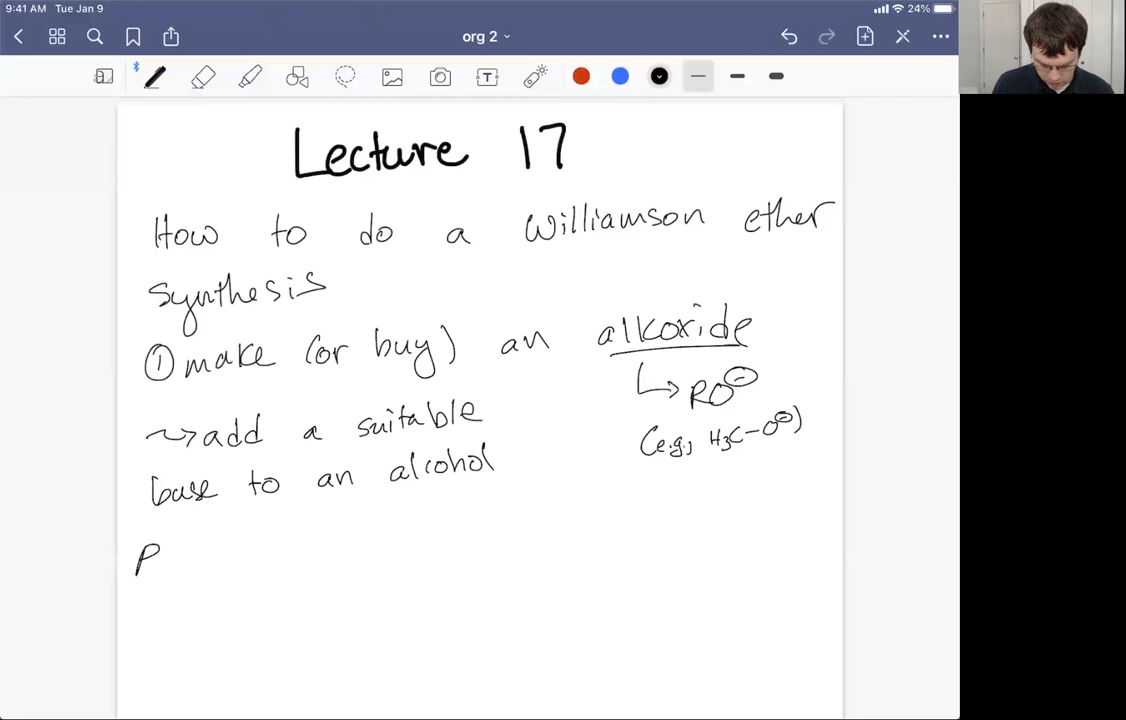 9:41 AM Tue Jan 9
24%
org 2
T
Lecture 17
How to do a Williamson ether
synthesis
① make (or buy) an alkoxide
↳ RO⊖
(e.g., H₃C-O⊖)
⇝ add a suitable
base to an alcohol
P